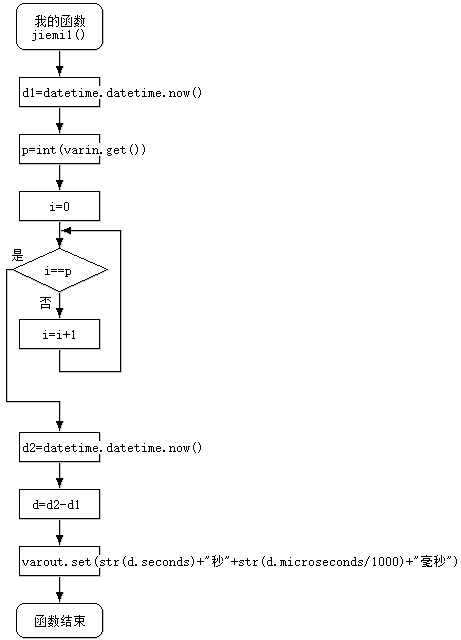 我的函数
jiemi1()
d1=datetime.datetime.now()
p=int(varin.get())
i=0
是
i==p
否
i=i+1
d2=datetime.datetime.now()
d=d2-d1
varout.set(str(d.seconds)+"秒"+str(d.microseconds/1000)+"毫秒")
函数结束